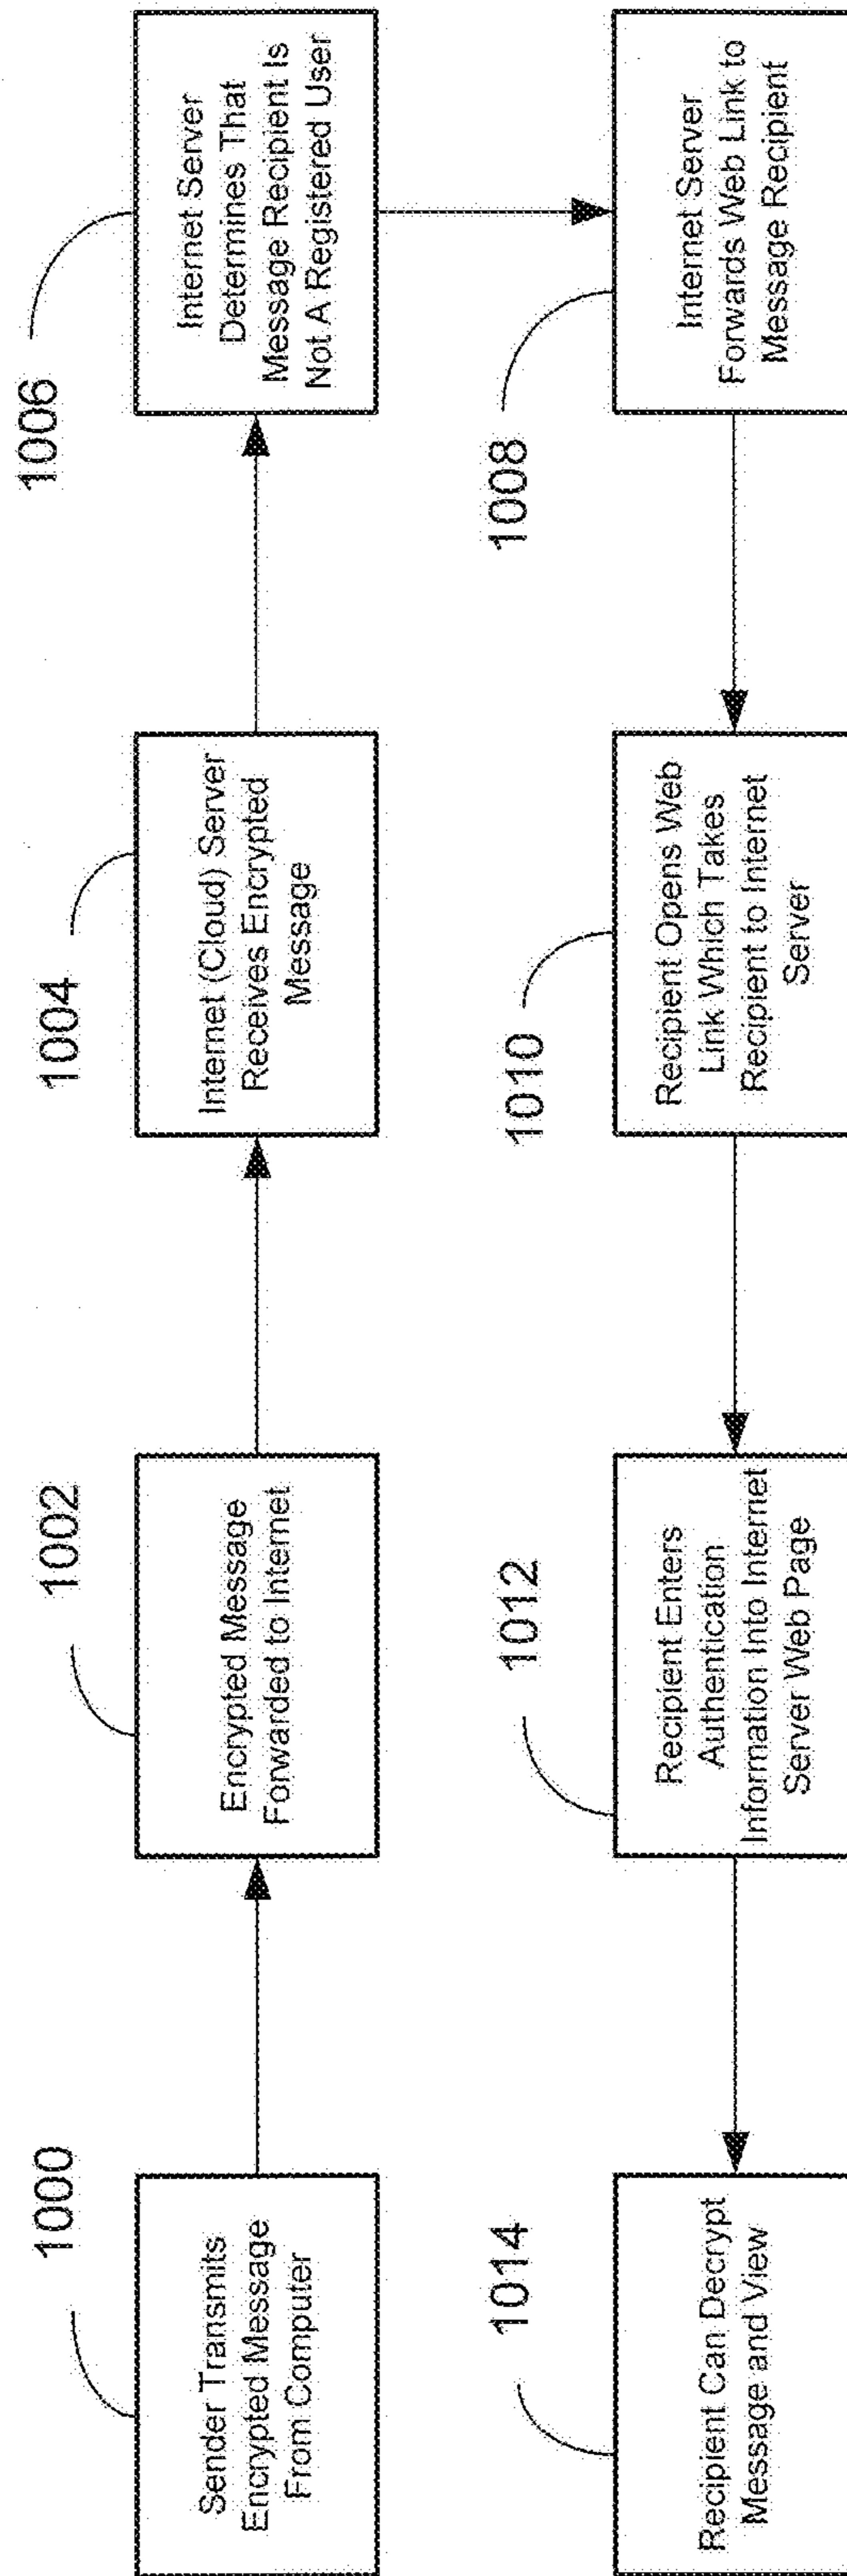 1000
Sender Transmits
Encrypted Message
From Computer
1002
Encrypted Message
Forwarded to Internet
1004
Internet (Cloud) Server
Receives Encrypted
Message
1006
Internet Server
Determines That
Message Recipient Is
Not A Registered User
1008
Internet Server
Forwards Web Link to
Message Recipient
1010
Recipient Opens Web
Link Which Takes
Recipient to Internet
Server
1012
Recipient Enters
Authentication
Information Into Internet
Server Web Page
1014
Recipient Can Decrypt
Message and View